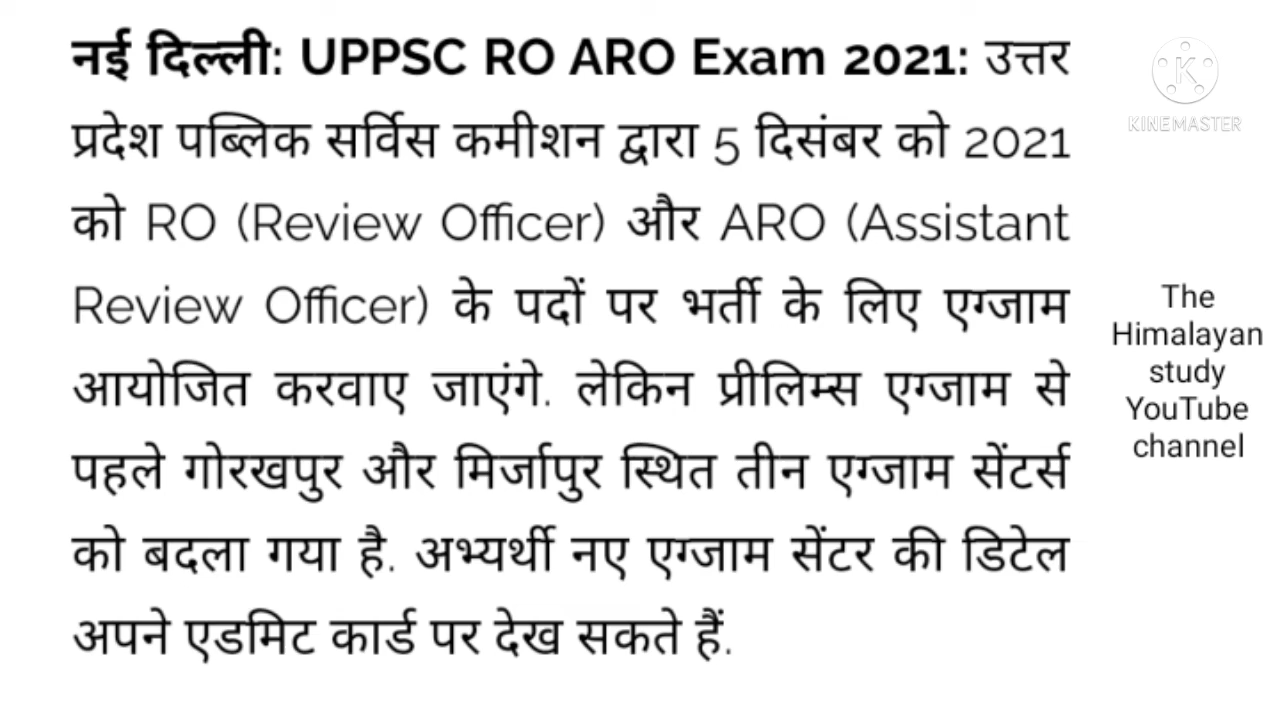 नई दिल्ली: UPPSC RO ARO Exam 2021: उत्तर
प्रदेश पब्लिक सर्विस कमीशन द्वारा 5 दिसंबर को 2021
को RO (Review Officer) और ARO (Assistant
Review Officer) के पदों पर भर्ती के लिए एग्जाम
आयोजित करवाए जाएंगे. लेकिन प्रीलिम्स एग्जाम से
पहले गोरखपुर और मिर्जापुर स्थित तीन एग्जाम सेंटर्स
को बदला गया है. अभ्यर्थी नए एग्जाम सेंटर की डिटेल
अपने एडमिट कार्ड पर देख सकते हैं.
K
KINEMASTER
The
Himalayan
study
YouTube
channel